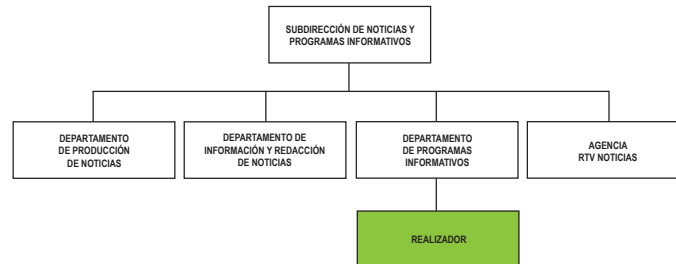 SUBDIRECCIÓN DE NOTICIAS Y
PROGRAMAS INFORMATIVOS
DEPARTAMENTO
DE PRODUCCIÓN
DE NOTICIAS
DEPARTAMENTO DE
INFORMACIÓN Y REDACCIÓN
DE NOTICIAS
DEPARTAMENTO
DE PROGRAMAS
INFORMATIVOS
AGENCIA
RTV NOTICIAS
REALIZADOR